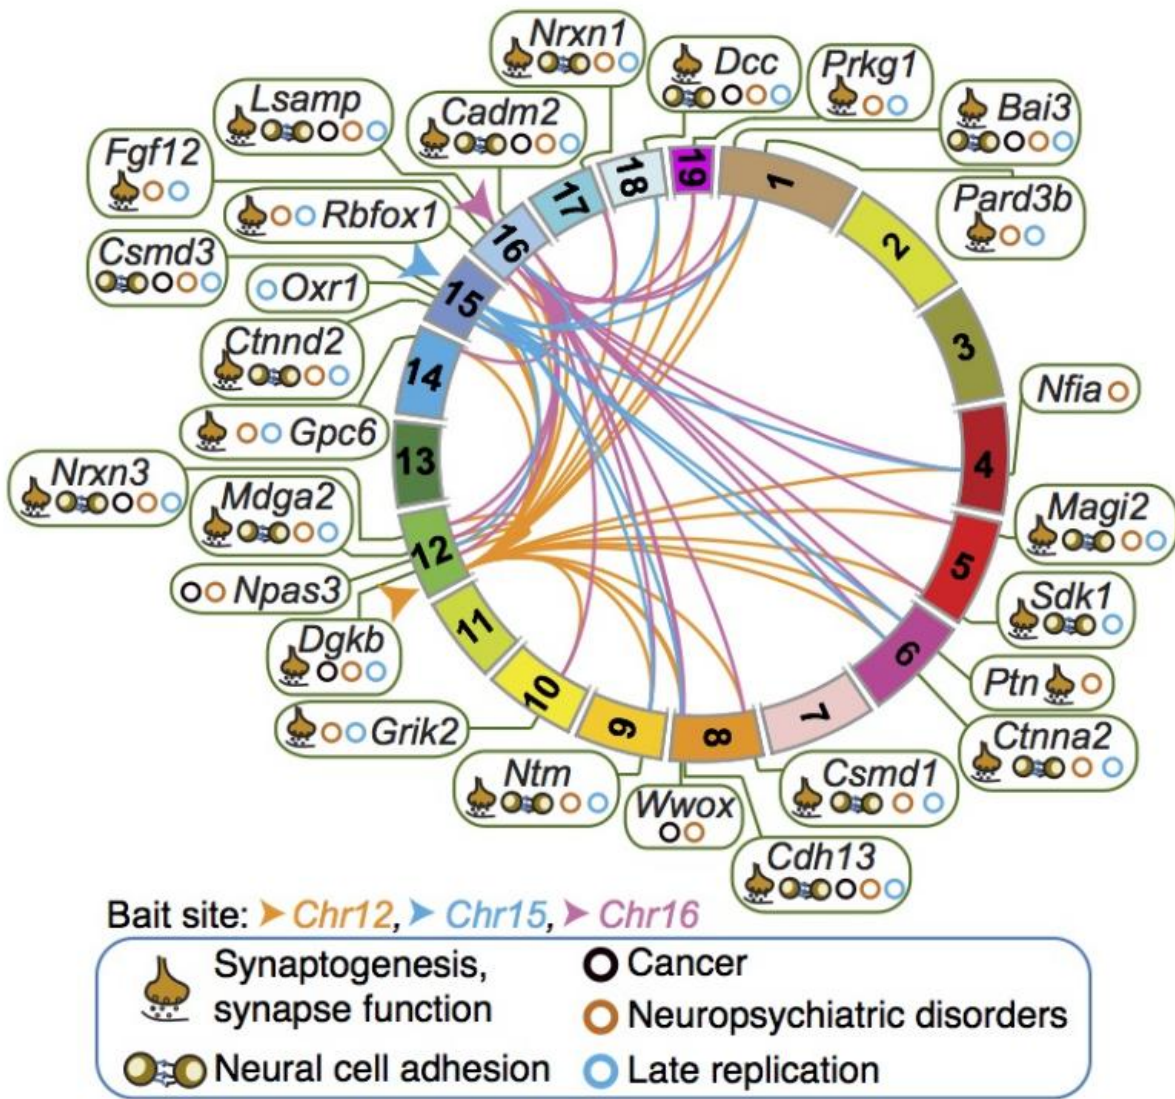 Nrxn1
Dcc
Prkg1
Lsamp
Cadm2
Bai3
Fgf12
Rbfox1
Pard3b
Csmd3
Oxr1
Ctnnd2
Gpc6
Nfia
Nrxn3
Mdga2
Magi2
Npas3
Sdk1
Dgkb
Ptn
Grik2
Ctnna2
Ntm
Wwox
Csmd1
Cdh13
1
2
3
4
5
6
7
8
9
10
11
12
13
14
15
16
17
18
19
Bait site: Chr12, Chr15, Chr16
Synaptogenesis,
synapse function
Neural cell adhesion
Cancer
Neuropsychiatric disorders
Late replication